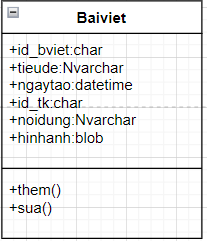 Baiviet
+id_bviet:char
+tieude:Nvarchar
+ngaytao:datetime
+id_tk:char
+noidung:Nvarchar
+hinhanh:blob
+them()
+sua()